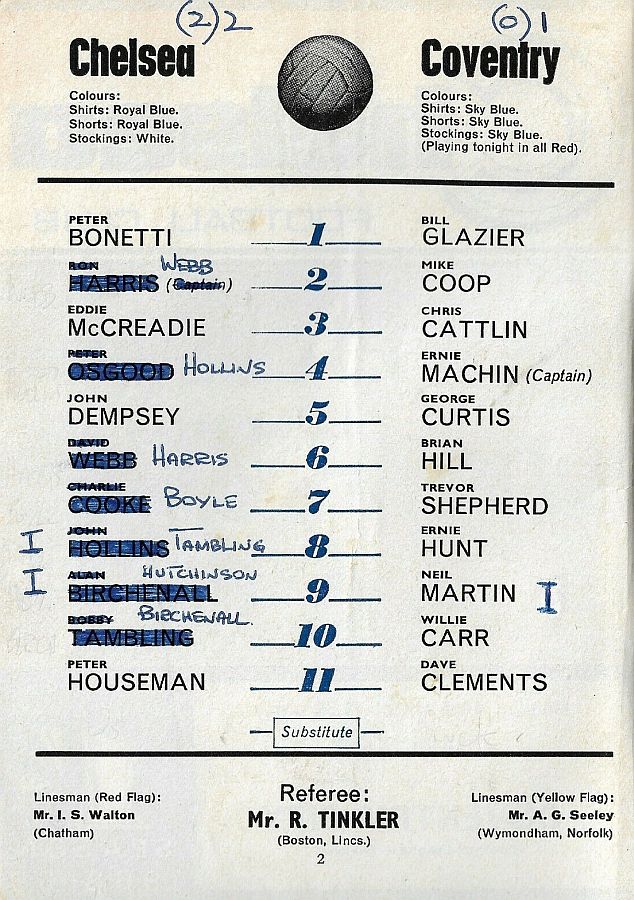 (2) 2 (0) 1
Chelsea
Colours:
Shirts: Royal Blue.
Shorts: Royal Blue.
Stockings: White.
Coventry
Colours:
Shirts: Sky Blue.
Shorts: Sky Blue.
Stockings: Sky Blue.
(Playing tonight in all Red).
PETER BILL
BONETTI 1 GLAZIER
RON WEBB MIKE
HARRIS (Captain) 2 COOP
EDDIE CHRIS
McCREADIE 3 CATTLIN
PETER ERNIE
OSGOOD HOLLINS 4 MACHIN (Captain)
JOHN GEORGE
DEMPSEY 5 CURTIS
DAVID BRIAN
WEBB HARRIS 6 HILL
CHARLIE TREVOR
COOKE BOYLE 7 SHEPHERD
JOHN ERNIE
I HOLLINS TAMBLING 8 HUNT
ALAN HUTCHINSON NEIL
I BIRCHENALL 9 MARTIN I
BOBBY BIRCHENALL. WILLIE
TAMBLING 10 CARR
PETER DAVE
HOUSEMAN 11 CLEMENTS
Substitute
Linesman (Red Flag):
Mr. I. S. Walton
(Chatham)
Referee:
Mr. R. TINKLER
(Boston, Lincs.)
Linesman (Yellow Flag):
Mr. A. G. Seeley
(Wymondham, Norfolk)
2